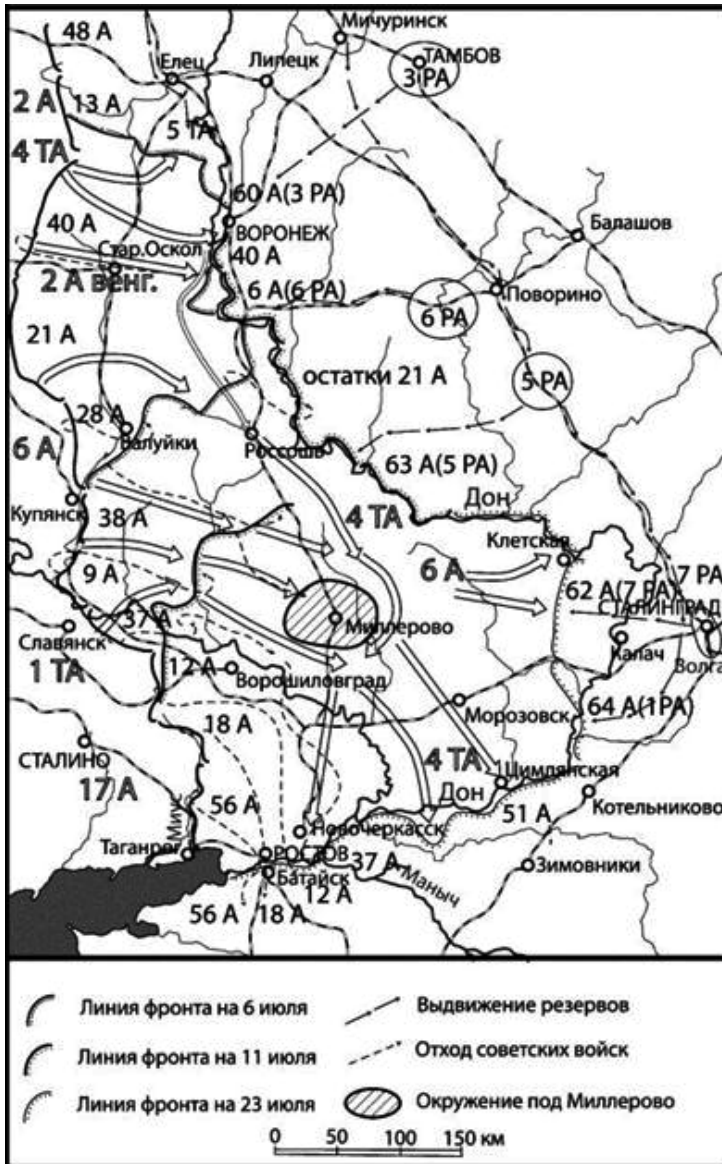 Мичуринск
48 А
ТАМБОВ
Елец
Липецк
3 РА
2 А
13 А
5 ТА
4 ТА
60 А(3 РА)
Балашов
40 А
ВОРОНЕЖ
Стар.Оскол
40 А
2 А венг.
6 А(6 РА)
Поворино
6 РА
21 А
остатки 21 А
5 РА
28 А
Валуйки
Россошь
6 А
63 А(5 РА)
Дон
Купянск
38 А
4 ТА
Клетская
9 А
6 А
62 А(7 РА)
7 РА
СТАЛИНГРАД
37 А
Миллерово
Славянск
Калач
Волга
1 ТА
12 А
Ворошиловград
64 А(1РА)
18 А
Морозовск
СТАЛИНО
4 ТА
Цимлянская
17 А
Дон
56 А
51 А
Котельниково
Миус
Новочеркасск
Таганрог
РОСТОВ
37 А
Зимовники
Батайск
12 А
Маныч
56 А
18 А
Линия фронта на 6 июля
Выдвижение резервов
Линия фронта на 11 июля
Отход советских войск
Линия фронта на 23 июля
Окружение под Миллерово
0 50 100 150 км